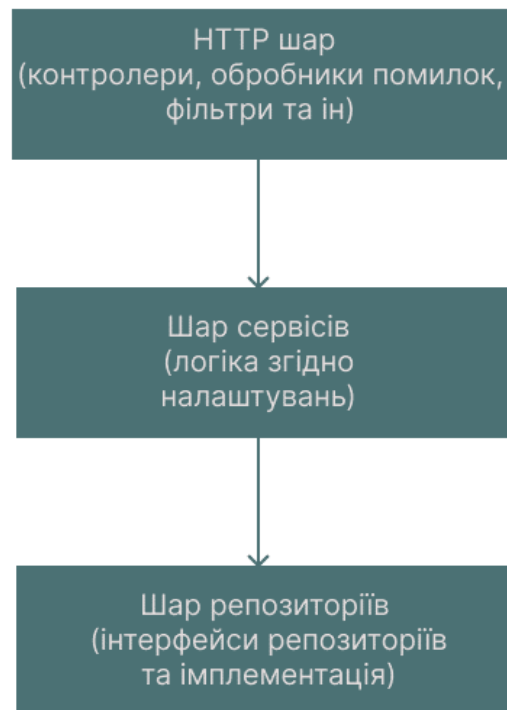 HTTP шар
(контролери, обробники помилок,
фільтри та ін)
Шар сервісів
(логіка згідно
налаштувань)
Шар репозиторіїв
(інтерфейси репозиторіїв
та імплементація)